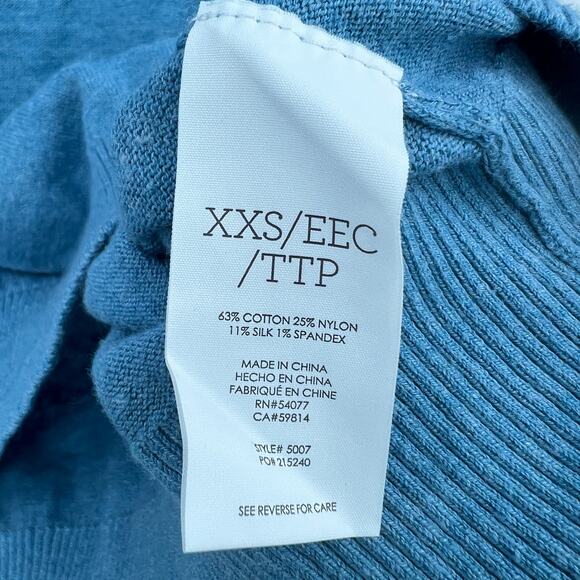 XXS/EEC
/TTP
63% COTTON 25% NYLON
11% SILK 1% SPANDEX
MADE IN CHINA
HECHO EN CHINA
FABRIQUÉ EN CHINE
RN#54077
CA#59814
STYLE# 5007
PO# 215240
SEE REVERSE FOR CARE